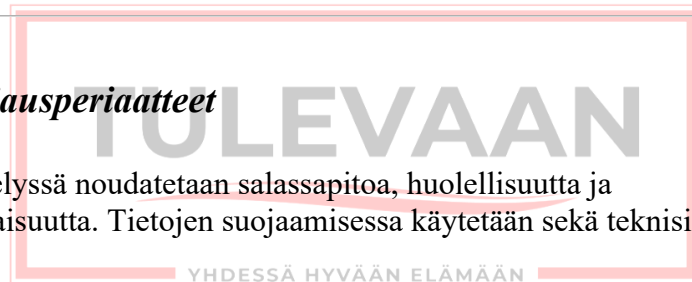 ausperiaatteet
TULEVAAN
elyssä noudatetaan salassapitoa, huolellisuutta ja
aisuutta. Tietojen suojaamisessa käytetään sekä teknisi
YHDESSÄ HYVÄÄN ELÄMÄÄN